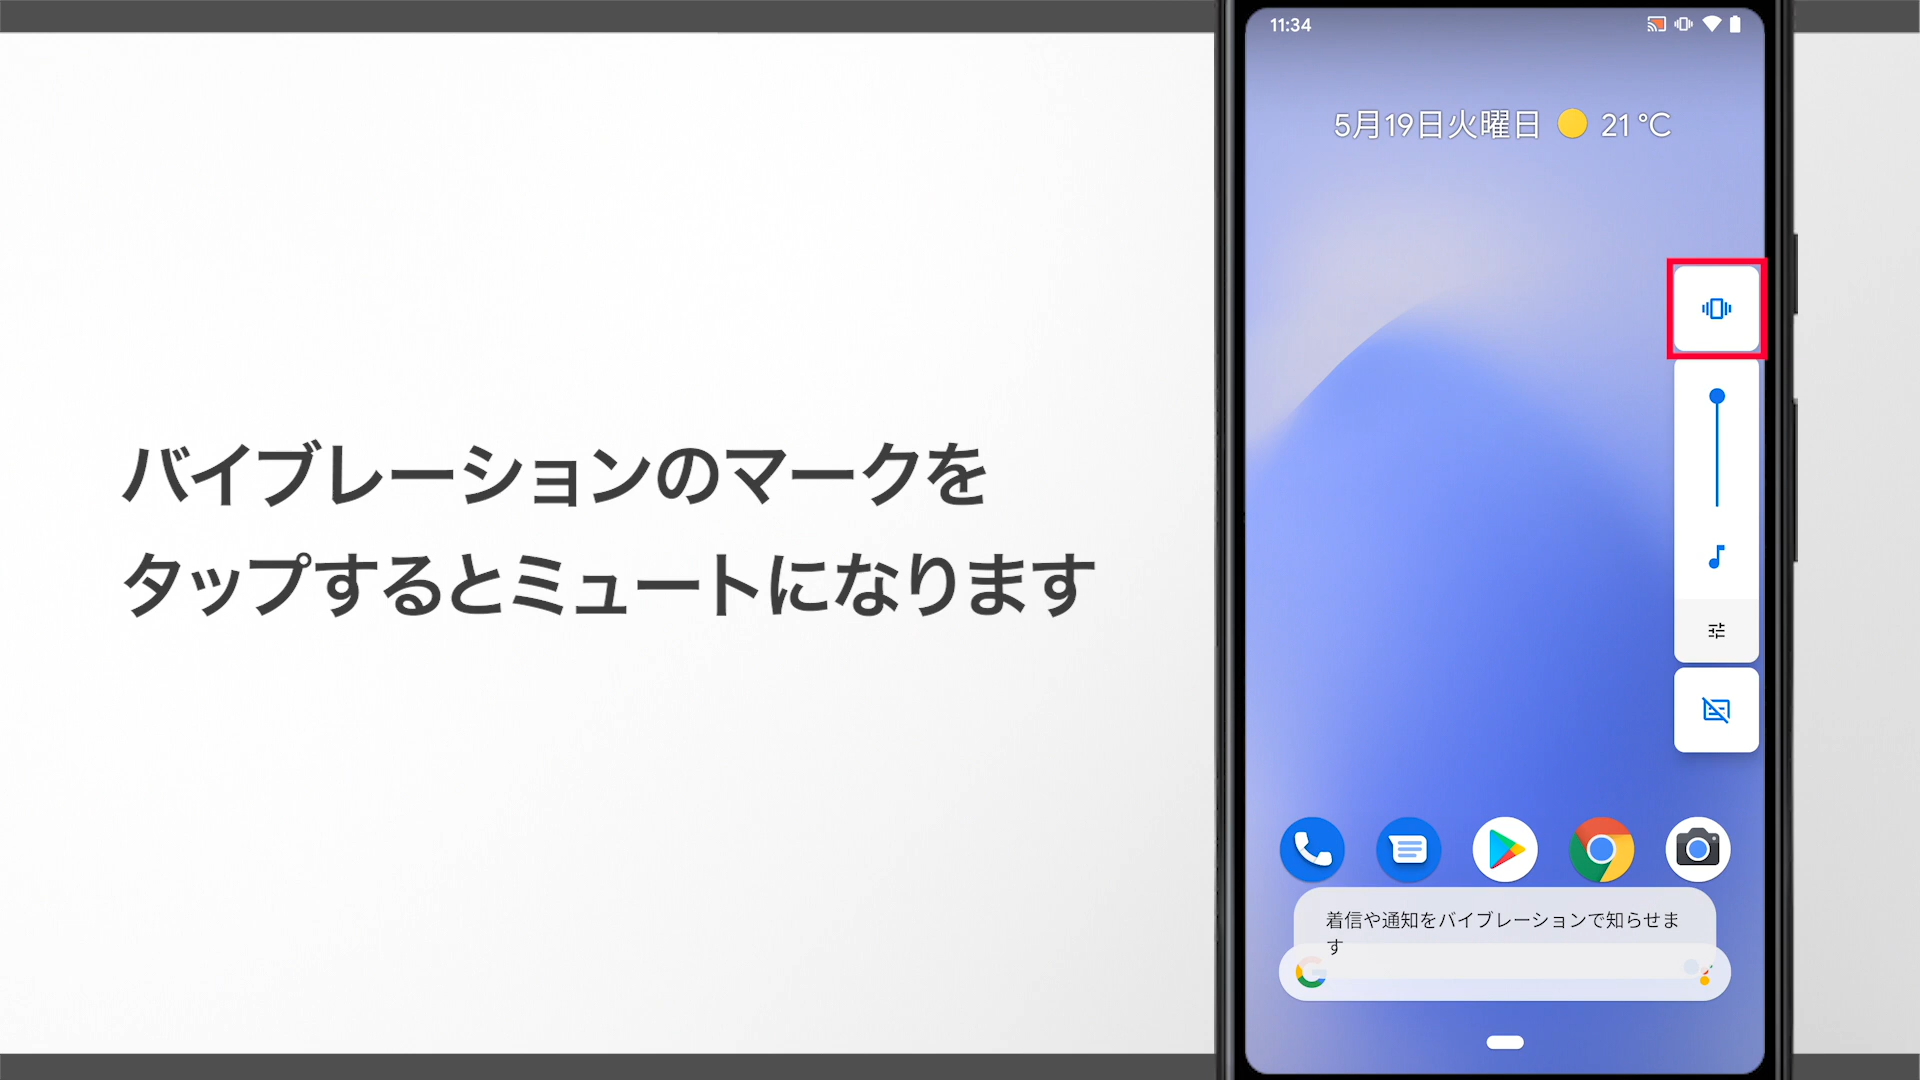 バイブレーションのマークを
タップするとミュートになります
11:34
5月19日火曜日 21 °C
着信や通知をバイブレーションで知らせま
す